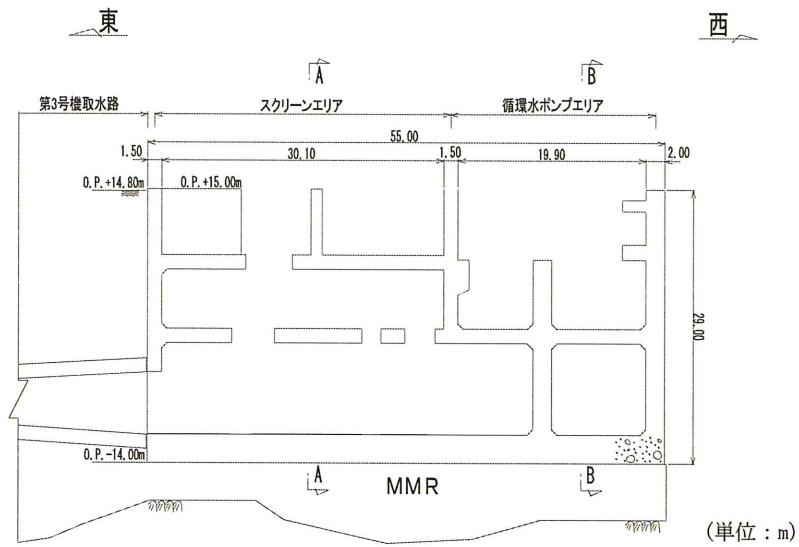 東
西
A
B
第3号機取水路
スクリーンエリア
循環水ポンプエリア
55.00
1.50
30.10
1.50
19.90
2.00
O.P.+14.80m
O.P.+15.00m
29.00
O.P.-14.00m
A
B
MMR
(単位：m)